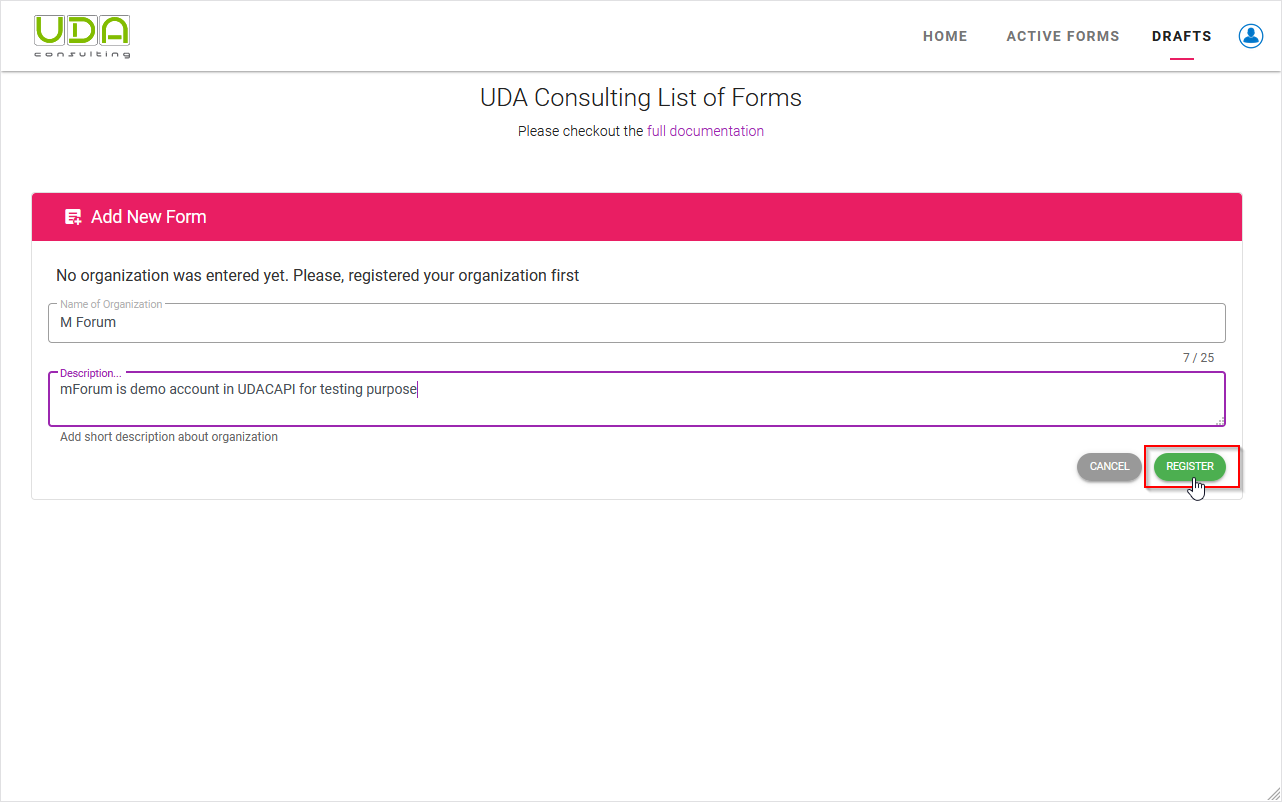 UDA
consulting
HOME
ACTIVE FORMS
DRAFTS
UDA Consulting List of Forms
Please checkout the full documentation
Add New Form
No organization was entered yet. Please, registered your organization first
Name of Organization
M Forum
7 / 25
Description...
mForum is demo account in UDACAPI for testing purpose
Add short description about organization
CANCEL
REGISTER